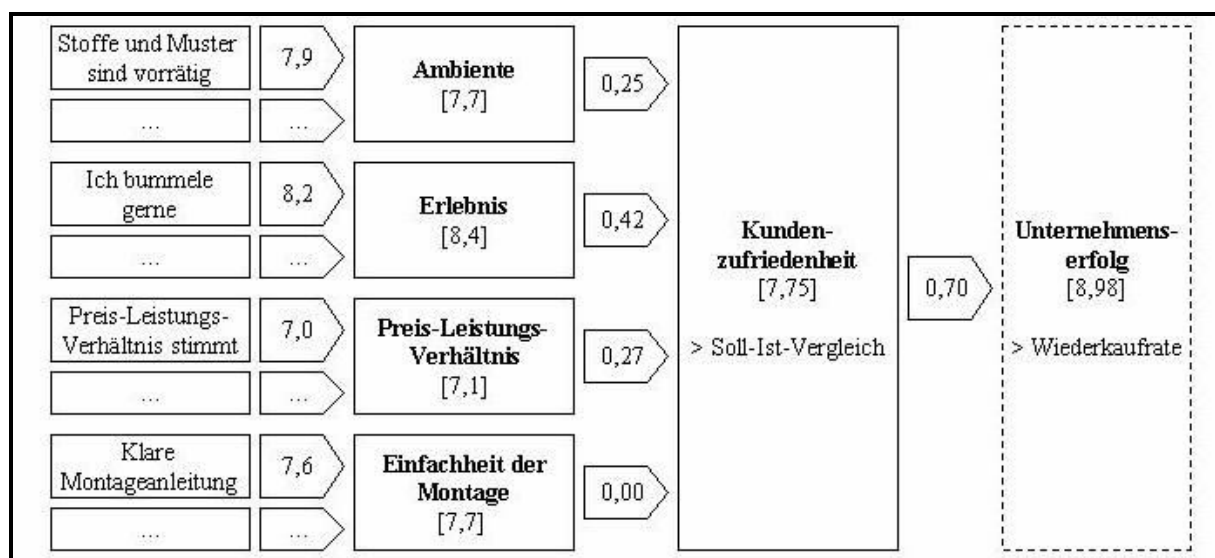 Stoffe und Muster
sind vorrätig
7,9
...
...
Ambiente
[7,7]
0,25
Ich bummele
gerne
8,2
...
...
Erlebnis
[8,4]
0,42
Preis-Leistungs-
Verhältnis stimmt
7,0
...
...
Preis-Leistungs-
Verhältnis
[7,1]
0,27
Klare
Montageanleitung
7,6
...
...
Einfachheit der
Montage
[7,7]
0,00
Kunden-
zufriedenheit
[7,75]
> Soll-Ist-Vergleich
0,70
Unternehmens-
erfolg
[8,98]
> Wiederkaufrate